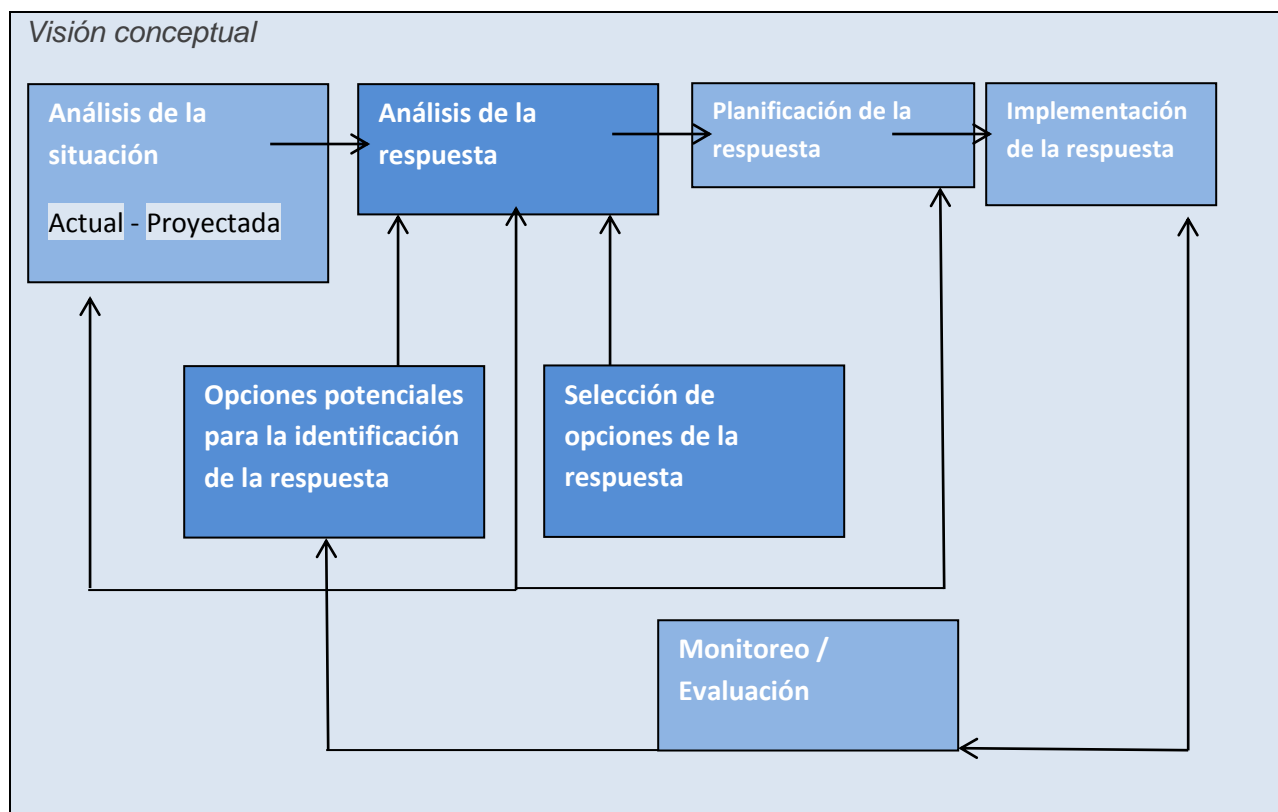 Visión conceptual
Análisis de la
situación
Actual - Proyectada
Análisis de la
respuesta
Planificación de la
respuesta
Implementación
de la respuesta
Opciones potenciales
para la identificación
de la respuesta
Selección de
opciones de la
respuesta
Monitoreo /
Evaluación